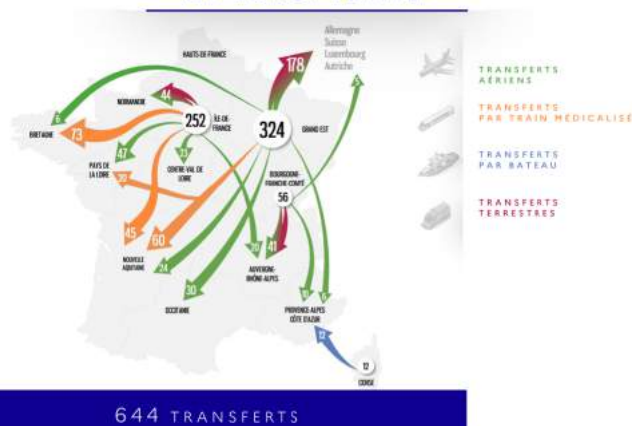 Allemagne
Suisse
Luxembourg
Autriche
HAUTS-DE-FRANCE
178
5
TRANSFERTS
AÉRIENS
NORMANDIE
44
6
252
ÎLE-DE-
FRANCE
324
GRAND EST
TRANSFERTS
PAR TRAIN MÉDICALISÉ
BRETAGNE
73
47
PAYS DE
LA LOIRE
CENTRE-VAL DE
LOIRE
TRANSFERTS
PAR BATEAU
BOURGOGNE-
FRANCHE-COMTÉ
56
TRANSFERTS
TERRESTRES
45
60
41
NOUVELLE
AQUITAINE
24
AUVERGNE-
RHÔNE-ALPES
30
OCCITANIE
6
PROVENCE-ALPES
CÔTE D'AZUR
12
12
CORSE
644 TRANSFERTS